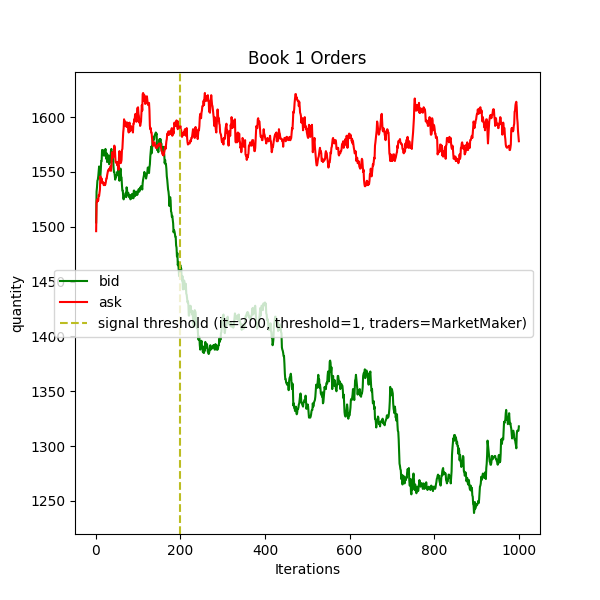 Book 1 Orders
1600
1550
1500
1450
1400
1350
1300
1250
quantity
bid
ask
signal threshold (it=200, threshold=1, traders=MarketMaker)
0 200 400 600 800 1000
Iterations